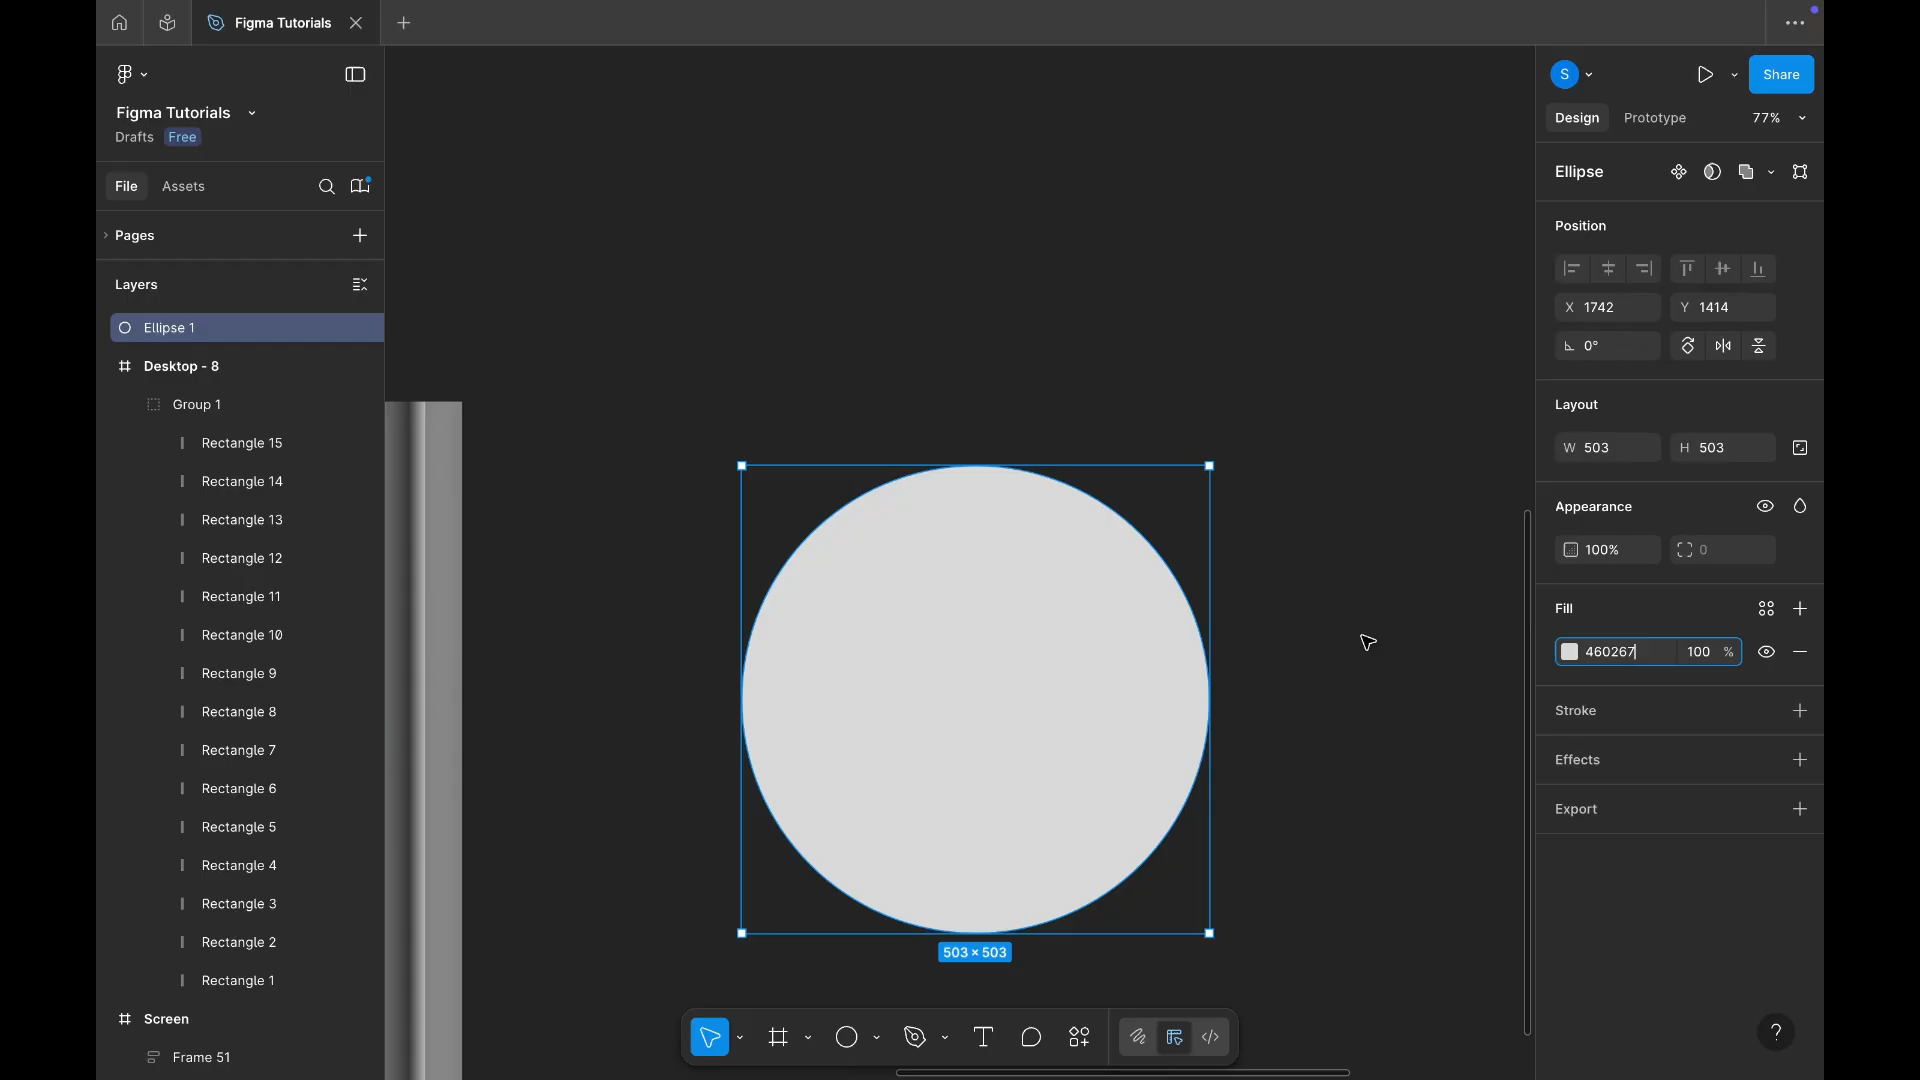 Figma Tutorials
Figma Tutorials
Drafts Free
File Assets
Pages
Layers
Ellipse 1
Desktop - 8
Group 1
Rectangle 15
Rectangle 14
Rectangle 13
Rectangle 12
Rectangle 11
Rectangle 10
Rectangle 9
Rectangle 8
Rectangle 7
Rectangle 6
Rectangle 5
Rectangle 4
Rectangle 3
Rectangle 2
Rectangle 1
Screen
Frame 51
503 × 503
S Share
Design Prototype 77%
Ellipse
Position
X 1742 Y 1414
0°
Layout
W 503 H 503
Appearance
100% 0
Fill
460267 100 %
Stroke
Effects
Export
?